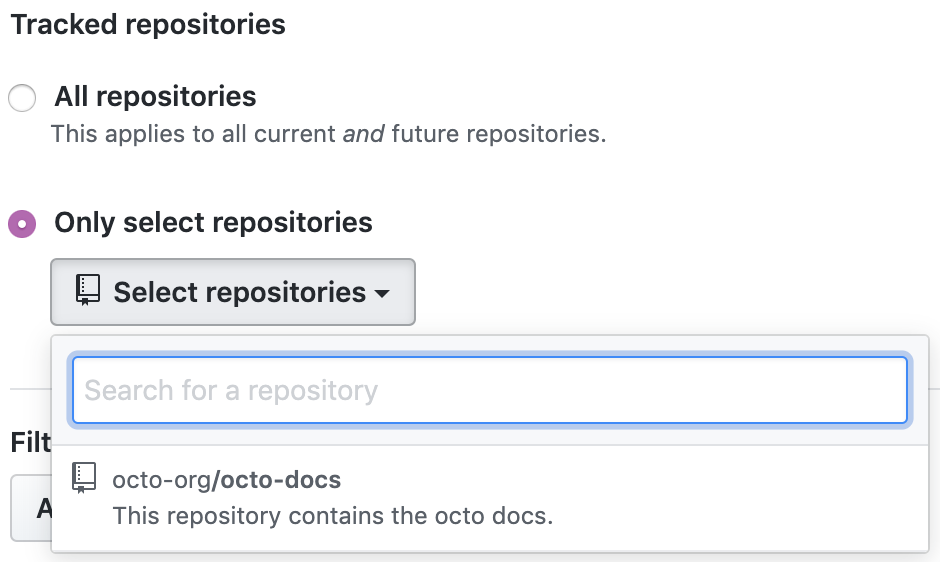 Tracked repositories
All repositories
This applies to all current and future repositories.
Only select repositories
Select repositories
Search for a repository
octo-org/octo-docs
This repository contains the octo docs.